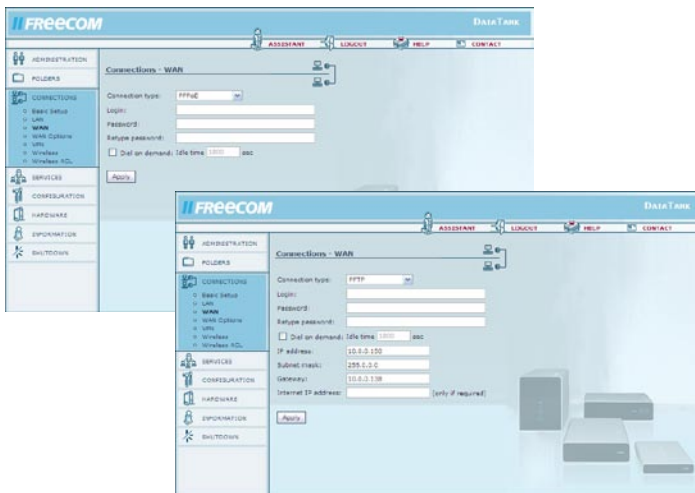 FREECOM
DATATANK
ASSISTANT LOGOUT HELP CONTACT
ADMINISTRATION
FOLDERS
CONNECTIONS
Basic Setup
LAN
WAN
WAN Options
VPN
Wireless
Wireless ACL
SERVICES
CONFIGURATION
HARDWARE
INFORMATION
SHUTDOWN
Connections - WAN
Connection type: PPPoE
Login:
Password:
Retype password:
Dial on demand: Idle time 1800 sec
Apply
FREECOM
DATATANK
ASSISTANT LOGOUT HELP CONTACT
ADMINISTRATION
FOLDERS
CONNECTIONS
Basic Setup
LAN
WAN
WAN Options
VPN
Wireless
Wireless ACL
SERVICES
CONFIGURATION
HARDWARE
INFORMATION
SHUTDOWN
Connections - WAN
Connection type: PPTP
Login:
Password:
Retype password:
Dial on demand: Idle time 1800 sec
IP address: 10.0.0.150
Subnet mask: 255.0.0.0
Gateway: 10.0.0.138
Internet IP address: (only if required)
Apply